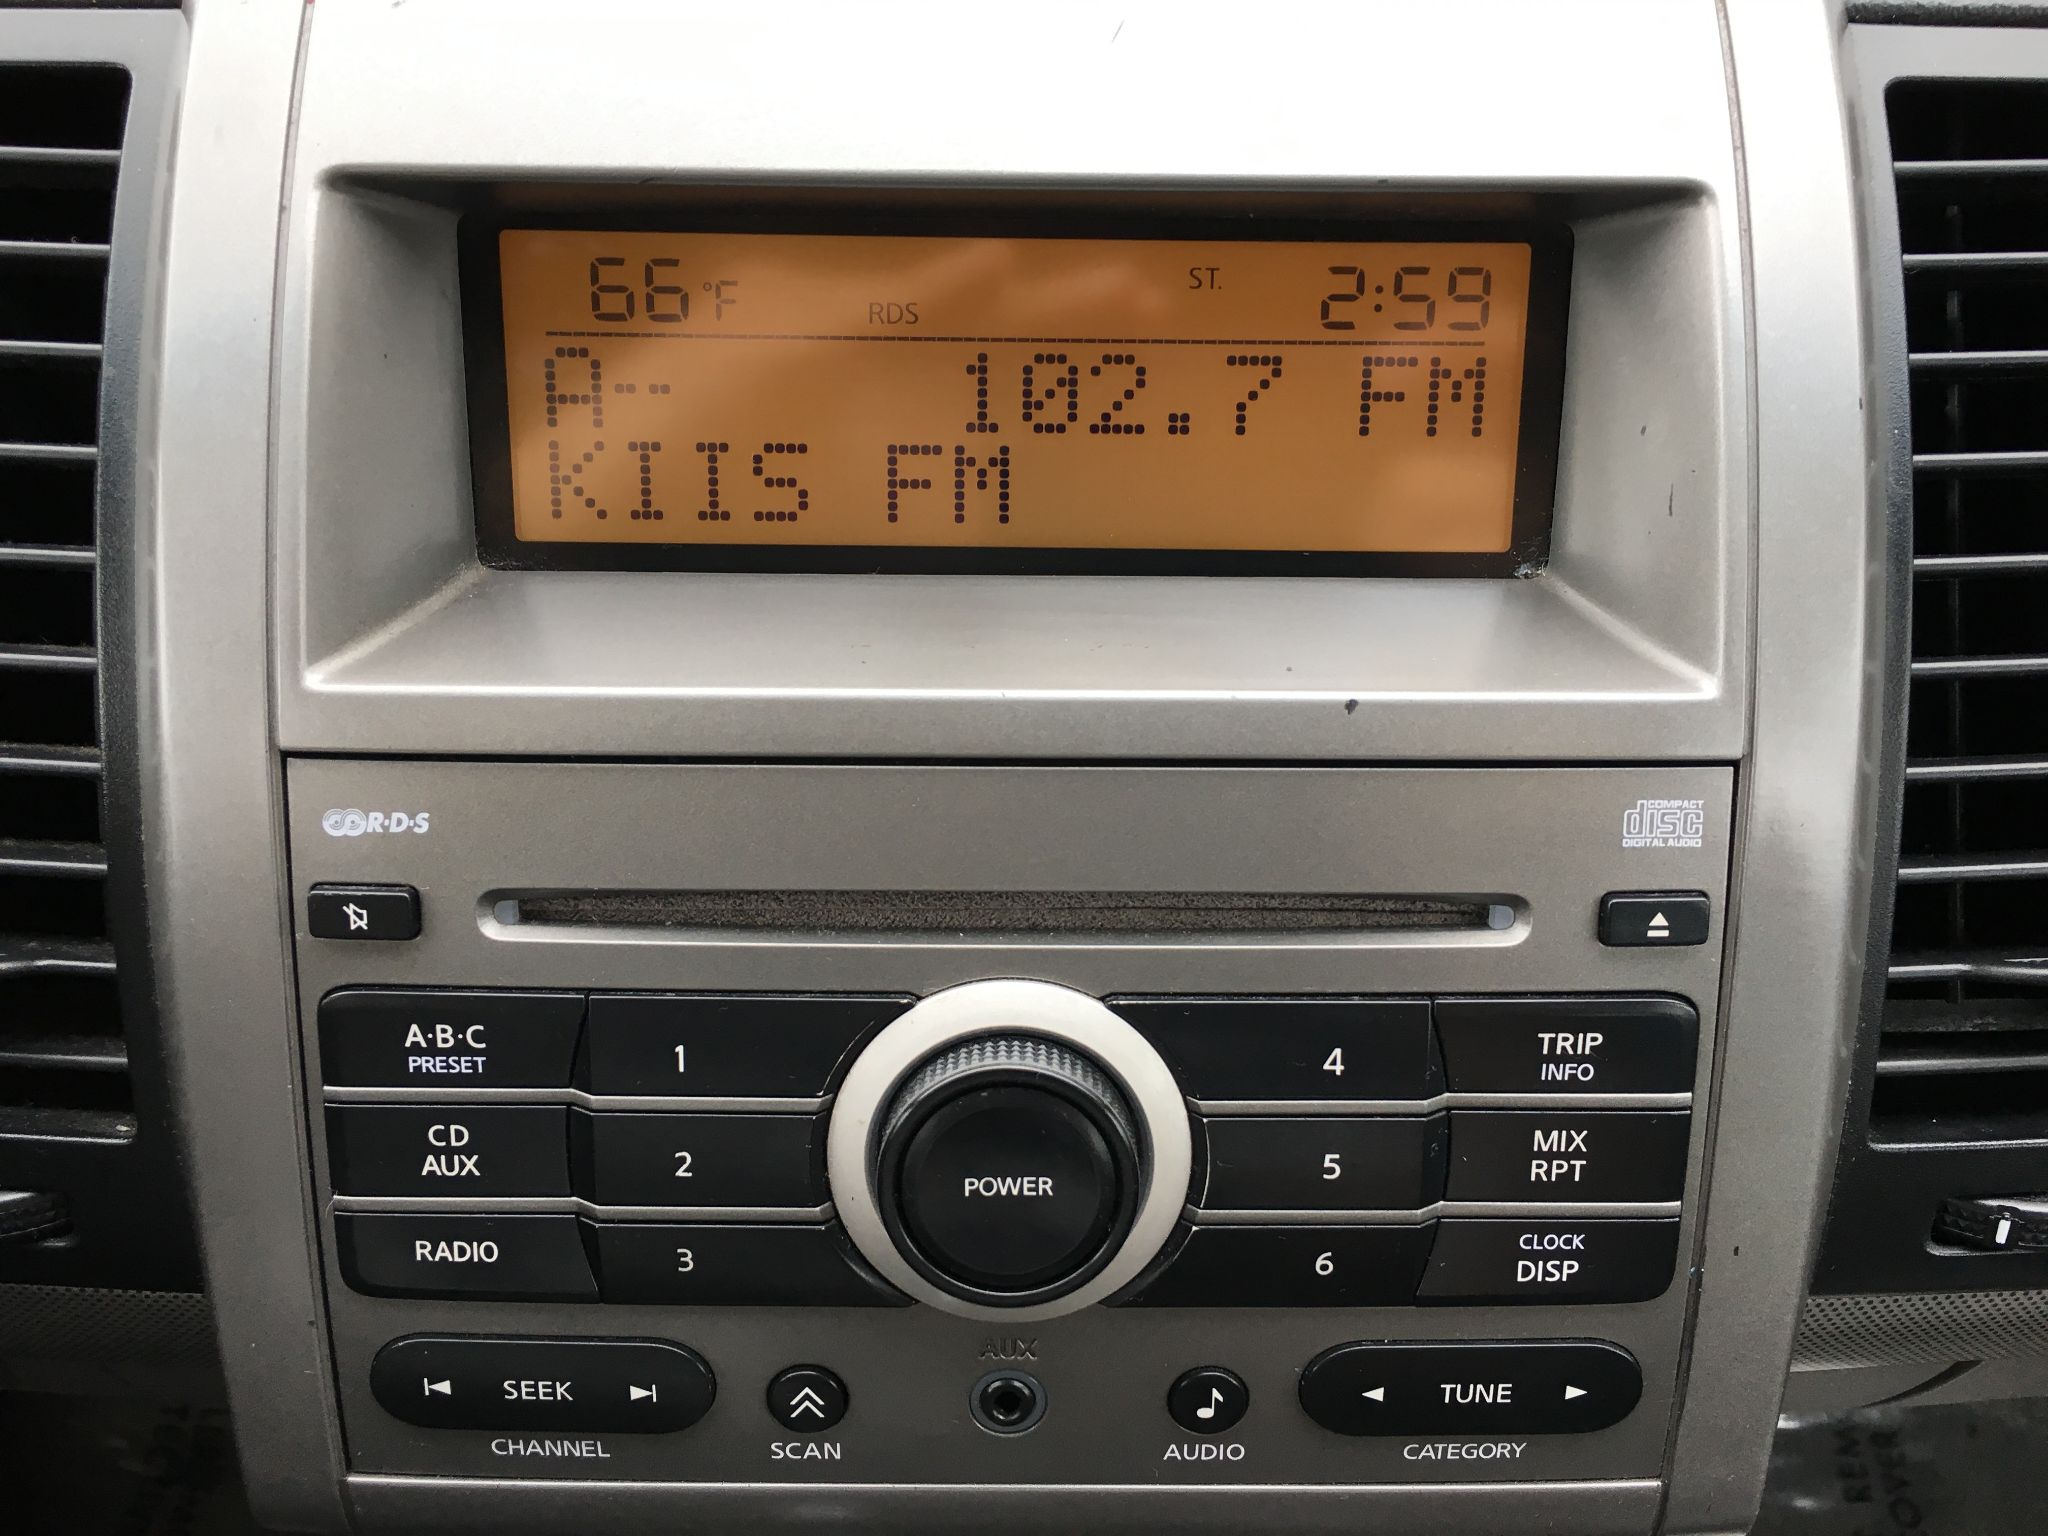 66 °F RDS ST. 2:59
A-- 102.7 FM
KIIS FM
R·D·S
COMPACT
disc
DIGITAL AUDIO
A·B·C
PRESET
1
4
TRIP
INFO
CD
AUX
2
POWER
5
MIX
RPT
RADIO
3
6
CLOCK
DISP
AUX
SEEK
TUNE
CHANNEL
SCAN
AUDIO
CATEGORY